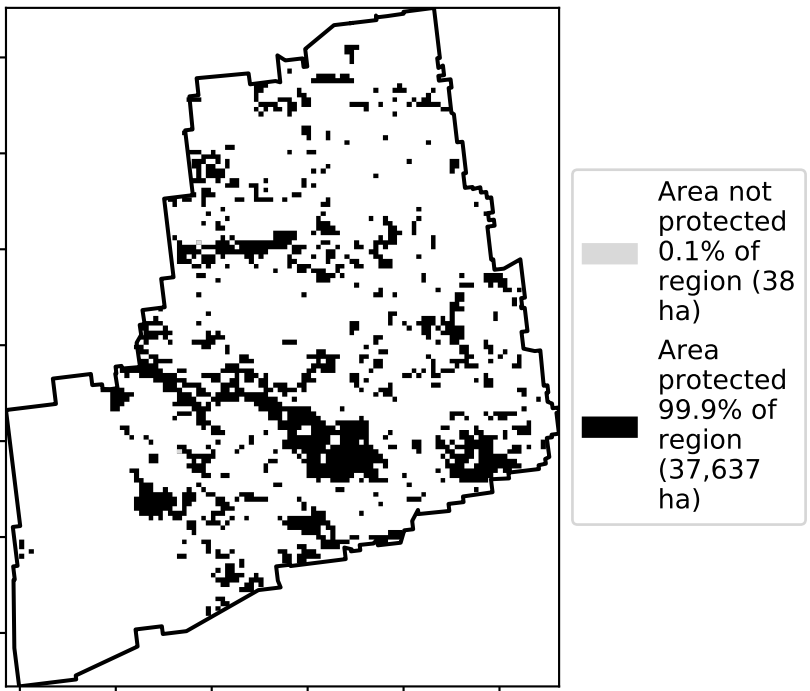 Area not
protected
0.1% of
region (38
ha)
Area
protected
99.9% of
region
(37,637
ha)